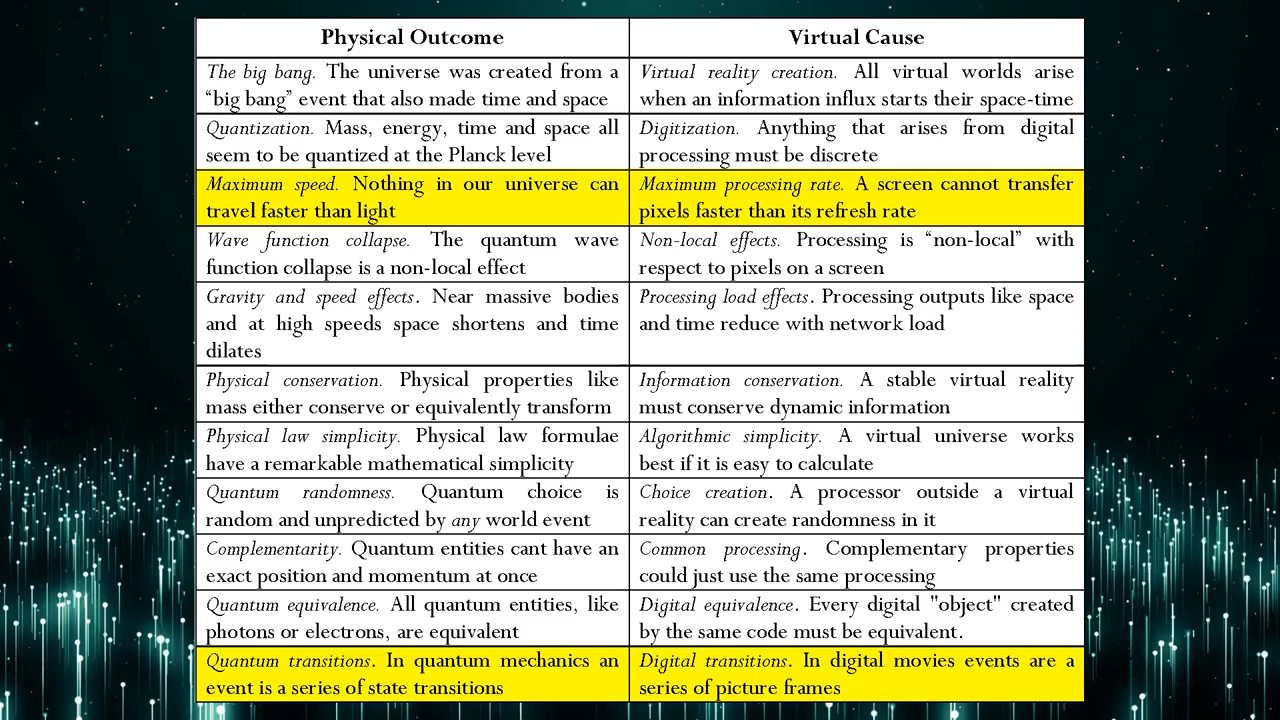 Physical Outcome
Virtual Cause
The big bang. The universe was created from a
“big bang” event that also made time and space
Virtual reality creation. All virtual worlds arise
when an information influx starts their space-time
Quantization. Mass, energy, time and space all
seem to be quantized at the Planck level
Digitization. Anything that arises from digital
processing must be discrete
Maximum speed. Nothing in our universe can
travel faster than light
Maximum processing rate. A screen cannot transfer
pixels faster than its refresh rate
Wave function collapse. The quantum wave
function collapse is a non-local effect
Non-local effects. Processing is “non-local” with
respect to pixels on a screen
Gravity and speed effects. Near massive bodies
and at high speeds space shortens and time
dilates
Processing load effects. Processing outputs like space
and time reduce with network load
Physical conservation. Physical properties like
mass either conserve or equivalently transform
Information conservation. A stable virtual reality
must conserve dynamic information
Physical law simplicity. Physical law formulae
have a remarkable mathematical simplicity
Algorithmic simplicity. A virtual universe works
best if it is easy to calculate
Quantum randomness. Quantum choice is
random and unpredicted by any world event
Choice creation. A processor outside a virtual
reality can create randomness in it
Complementarity. Quantum entities cant have an
exact position and momentum at once
Common processing. Complementary properties
could just use the same processing
Quantum equivalence. All quantum entities, like
photons or electrons, are equivalent
Digital equivalence. Every digital "object" created
by the same code must be equivalent.
Quantum transitions. In quantum mechanics an
event is a series of state transitions
Digital transitions. In digital movies events are a
series of picture frames